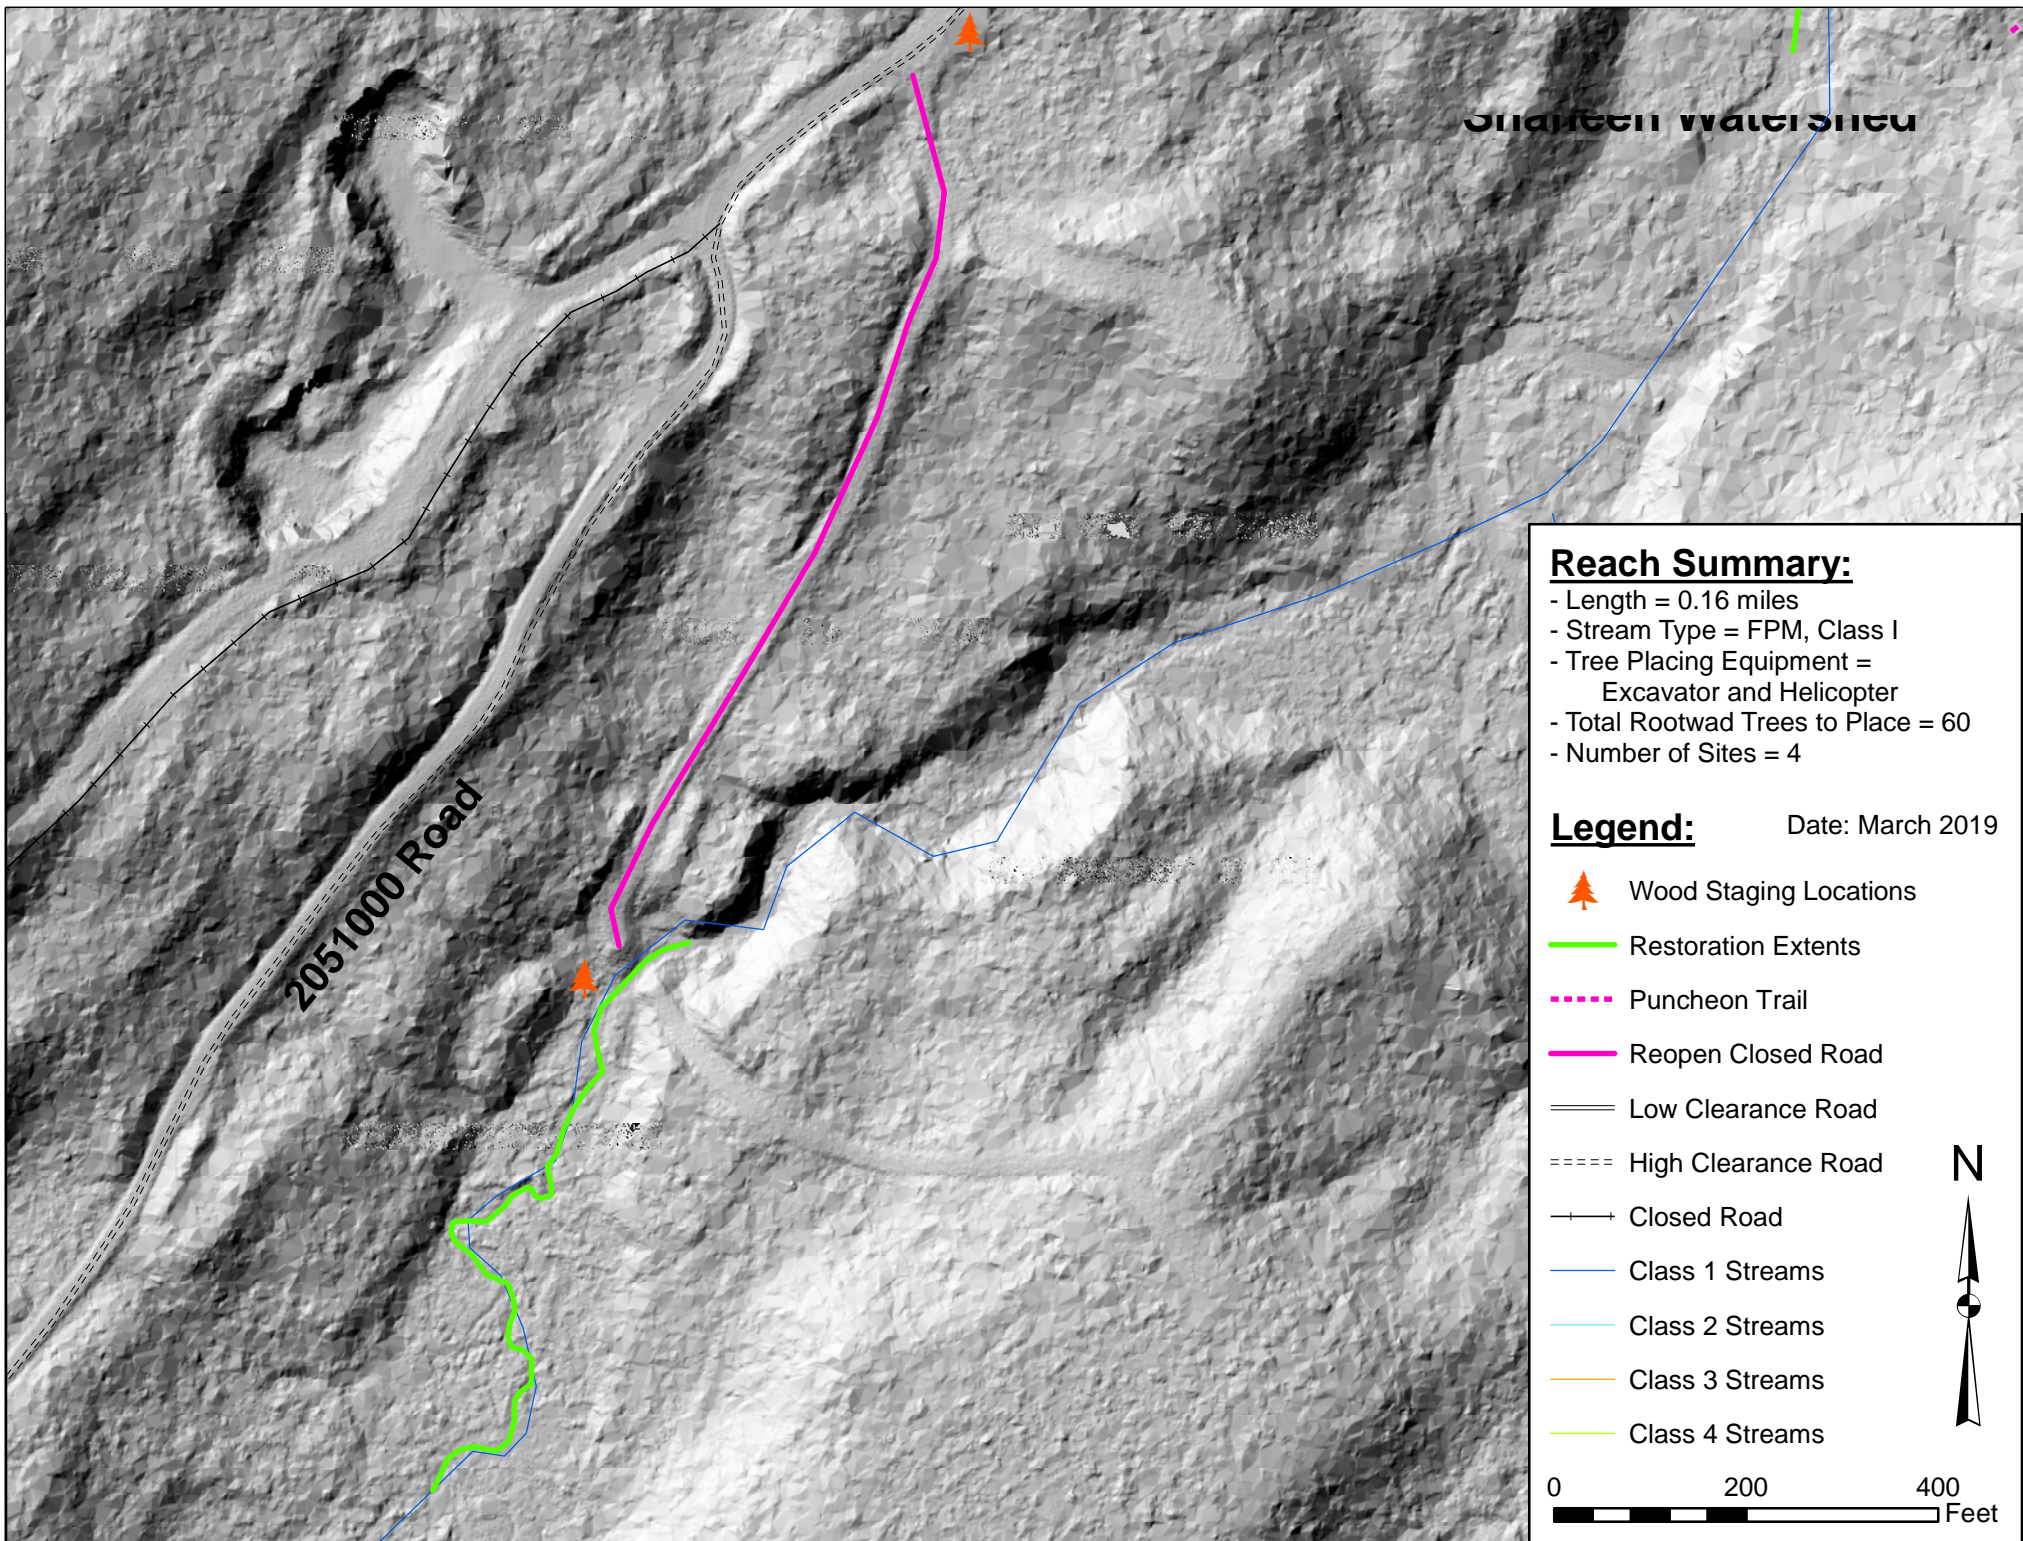 Shaheen Watershed
2051000 Road
Reach Summary:
- Length = 0.16 miles
- Stream Type = FPM, Class I
- Tree Placing Equipment =
Excavator and Helicopter
- Total Rootwad Trees to Place = 60
- Number of Sites = 4
Legend:
Date: March 2019
Wood Staging Locations
Restoration Extents
Puncheon Trail
Reopen Closed Road
Low Clearance Road
High Clearance Road
Closed Road
Class 1 Streams
Class 2 Streams
Class 3 Streams
Class 4 Streams
N
0 200 400
Feet